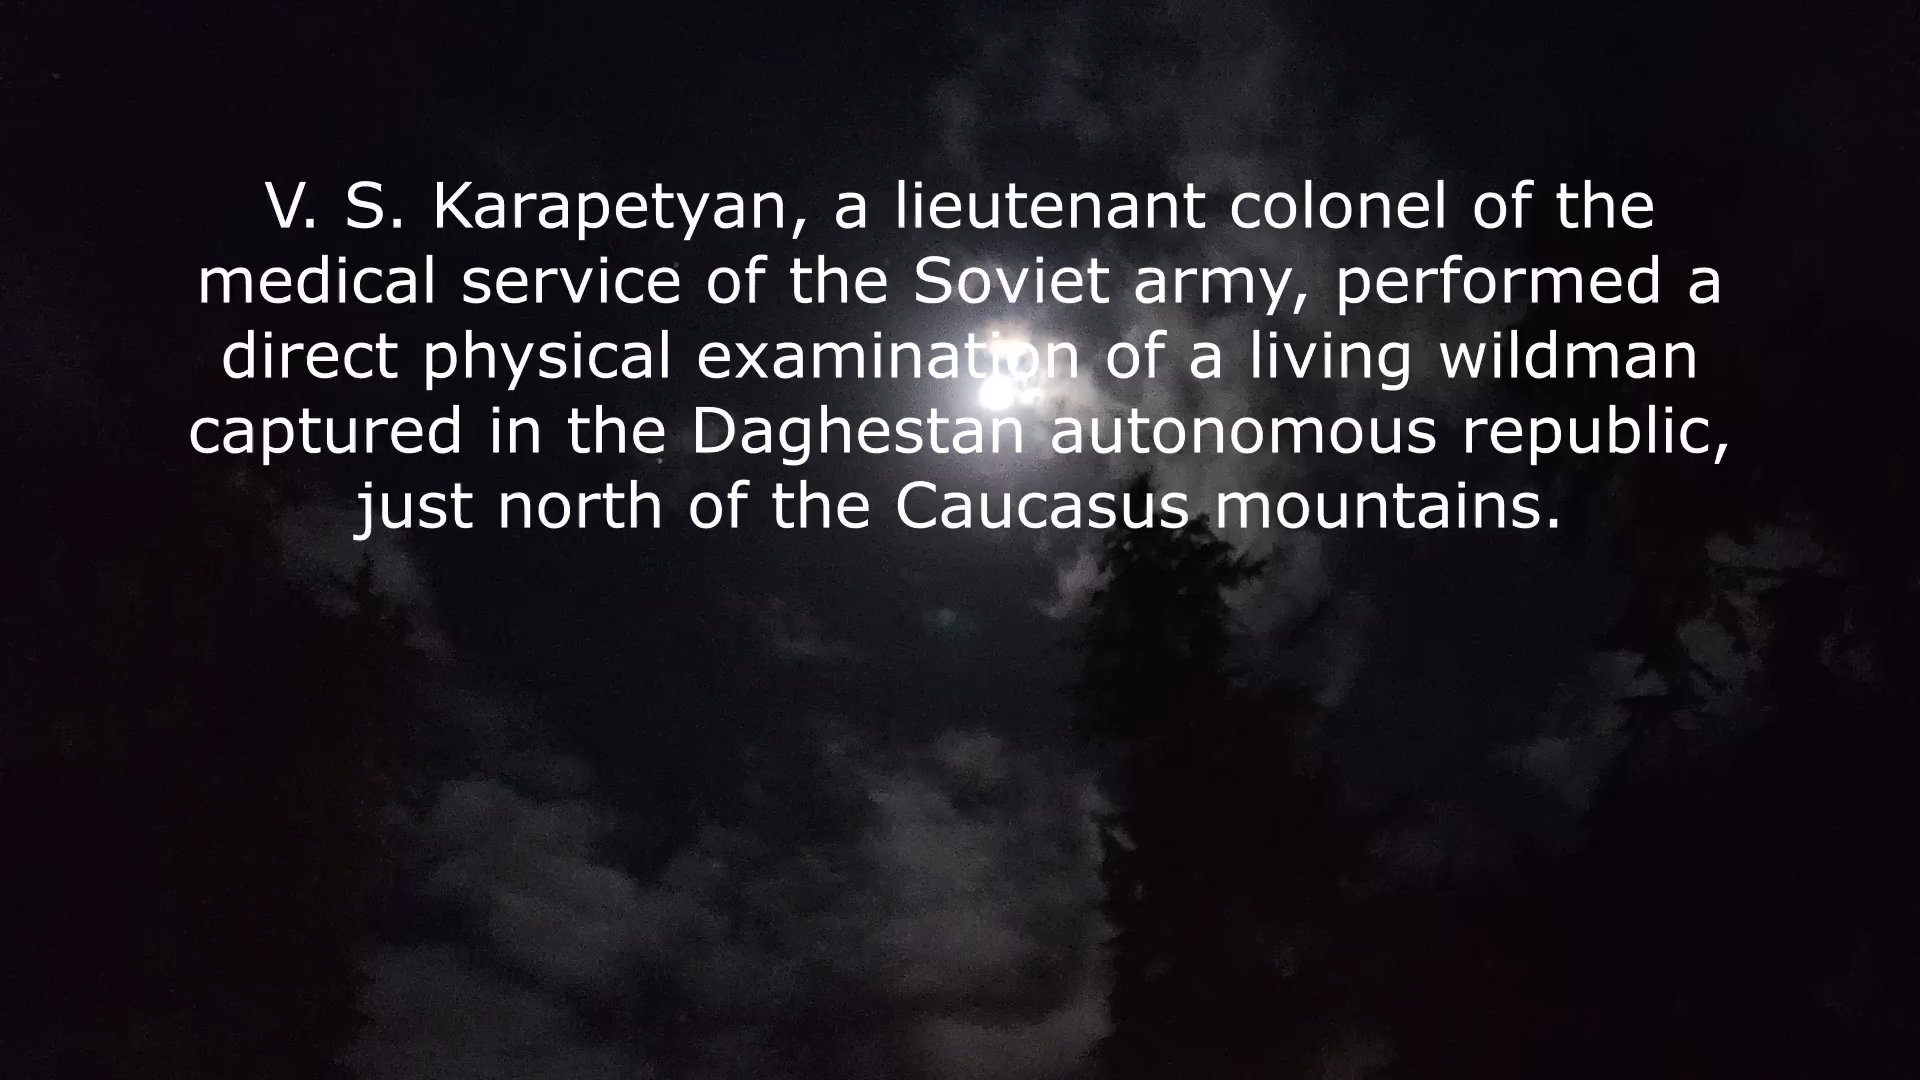 V. S. Karapetyan, a lieutenant colonel of the
medical service of the Soviet army, performed a
direct physical examination of a living wildman
captured in the Daghestan autonomous republic,
just north of the Caucasus mountains.